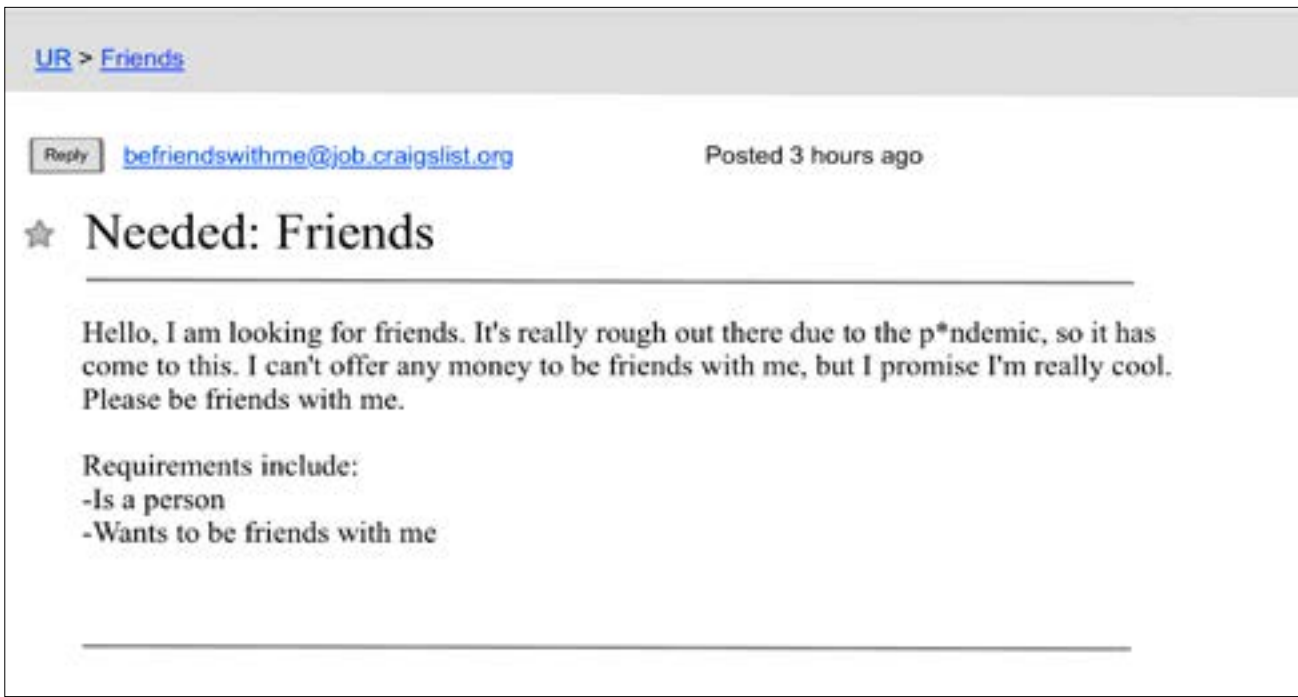 UR > Friends
Reply befriendswithme@job.craigslist.org Posted 3 hours ago
Needed: Friends
Hello, I am looking for friends. It's really rough out there due to the p*ndemic, so it has
come to this. I can't offer any money to be friends with me, but I promise I'm really cool.
Please be friends with me.
Requirements include:
-Is a person
-Wants to be friends with me